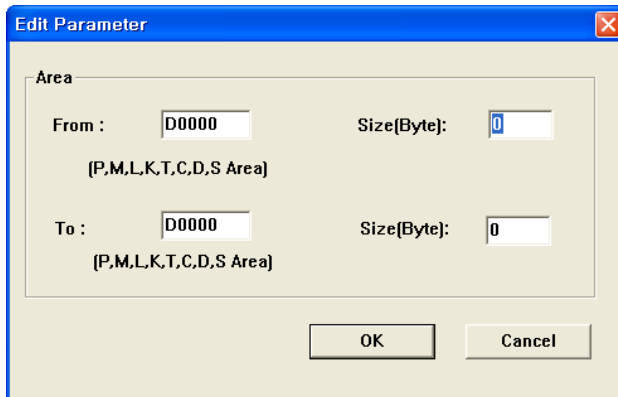 Edit Parameter
Area
From : D0000 Size(Byte): 0
(P,M,L,K,T,C,D,S Area)
To : D0000 Size(Byte): 0
(P,M,L,K,T,C,D,S Area)
OK Cancel